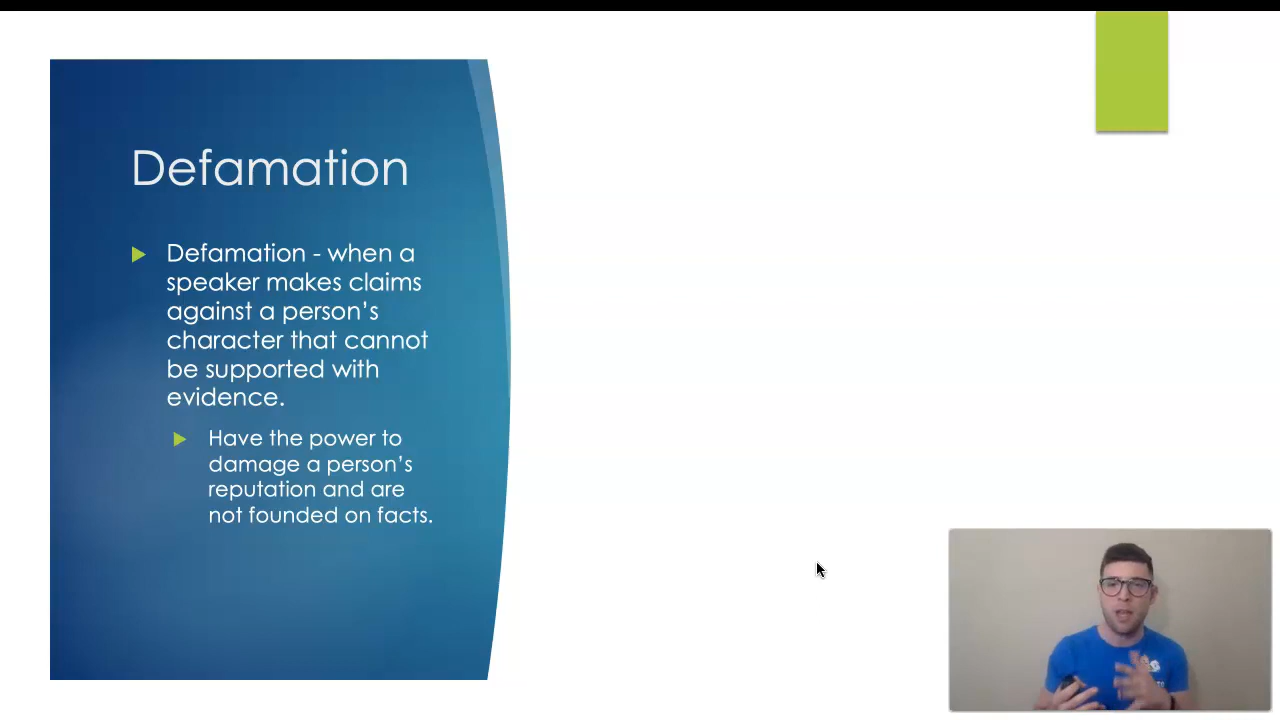 Defamation
Defamation - when a
speaker makes claims
against a person's
character that cannot
be supported with
evidence.
Have the power to
damage a person's
reputation and are
not founded on facts.